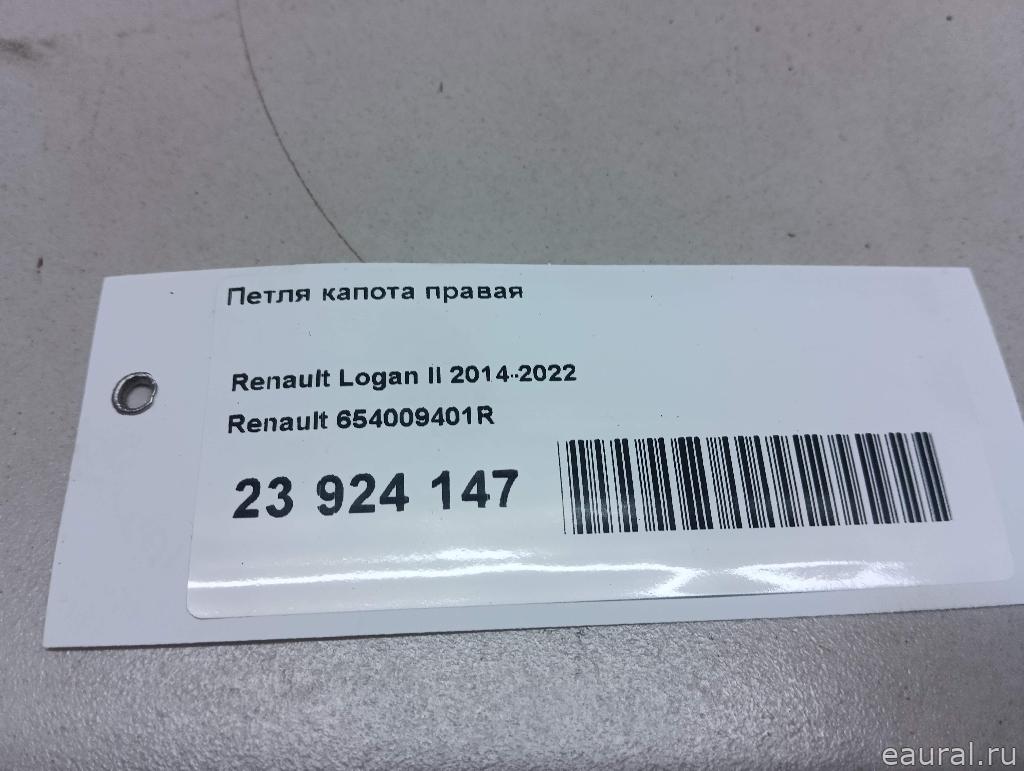 Петля капота правая
Renault Logan II 2014-2022
Renault 654009401R
23 924 147
eaural.ru